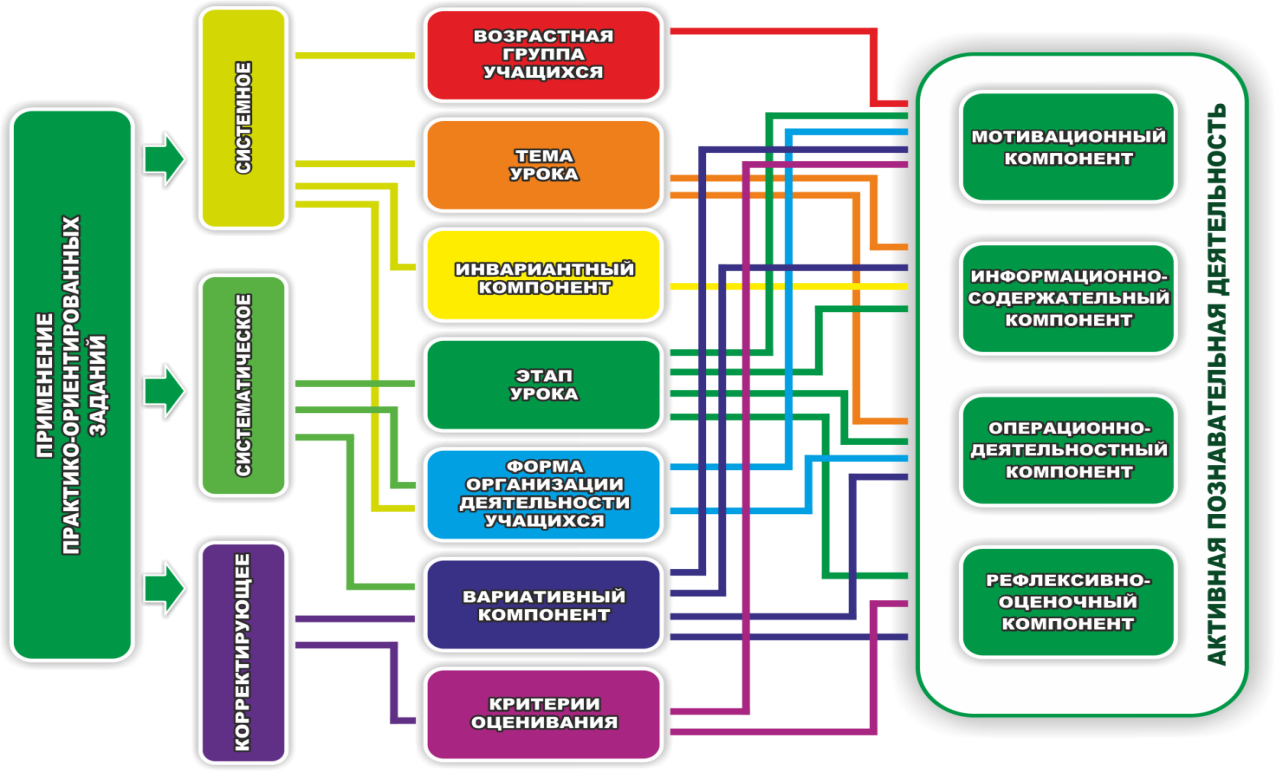 ПРИМЕНЕНИЕ
ПРАКТИКО-ОРИЕНТИРОВАННЫХ
ЗАДАНИЙ
СИСТЕМНОЕ
СИСТЕМАТИЧЕСКОЕ
КОРРЕКТИРУЮЩЕЕ
ВОЗРАСТНАЯ
ГРУППА
УЧАЩИХСЯ
ТЕМА
УРОКА
ИНВАРИАНТНЫЙ
КОМПОНЕНТ
ЭТАП
УРОКА
ФОРМА
ОРГАНИЗАЦИИ
ДЕЯТЕЛЬНОСТИ
УЧАЩИХСЯ
ВАРИАТИВНЫЙ
КОМПОНЕНТ
КРИТЕРИИ
ОЦЕНИВАНИЯ
МОТИВАЦИОННЫЙ
КОМПОНЕНТ
ИНФОРМАЦИОННО-
СОДЕРЖАТЕЛЬНЫЙ
КОМПОНЕНТ
ОПЕРАЦИОННО-
ДЕЯТЕЛЬНОСТНЫЙ
КОМПОНЕНТ
РЕФЛЕКСИВНО-
ОЦЕНОЧНЫЙ
КОМПОНЕНТ
АКТИВНАЯ ПОЗНАВАТЕЛЬНАЯ ДЕЯТЕЛЬНОСТЬ